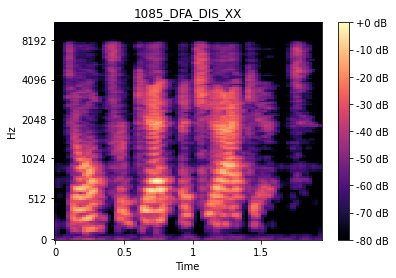 1085_DFA_DIS_XX
+0 dB
8192
-10 dB
4096
-20 dB
-30 dB
2048
Hz
-40 dB
1024
-50 dB
512
-60 dB
-70 dB
0
-80 dB
0
0.5
1
1.5
Time